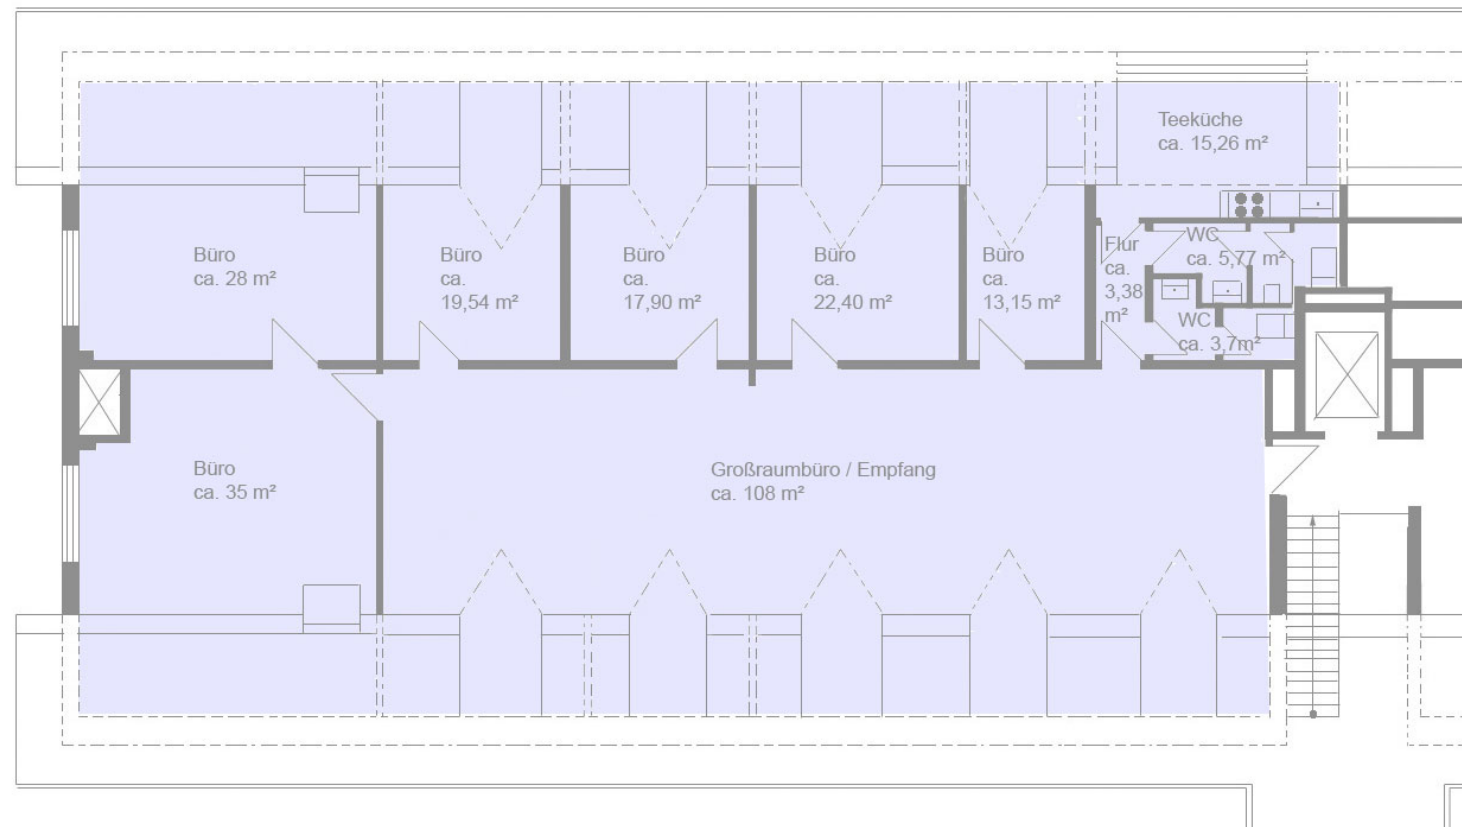 Teeküche
ca. 15,26 m²
Büro
ca. 28 m²
Büro
ca.
19,54 m²
Büro
ca.
17,90 m²
Büro
ca.
22,40 m²
Büro
ca.
13,15 m²
Flur
ca.
3,38
m²
WC
ca. 5,77 m²
WC
ca. 3,7m²
Büro
ca. 35 m²
Großraumbüro / Empfang
ca. 108 m²